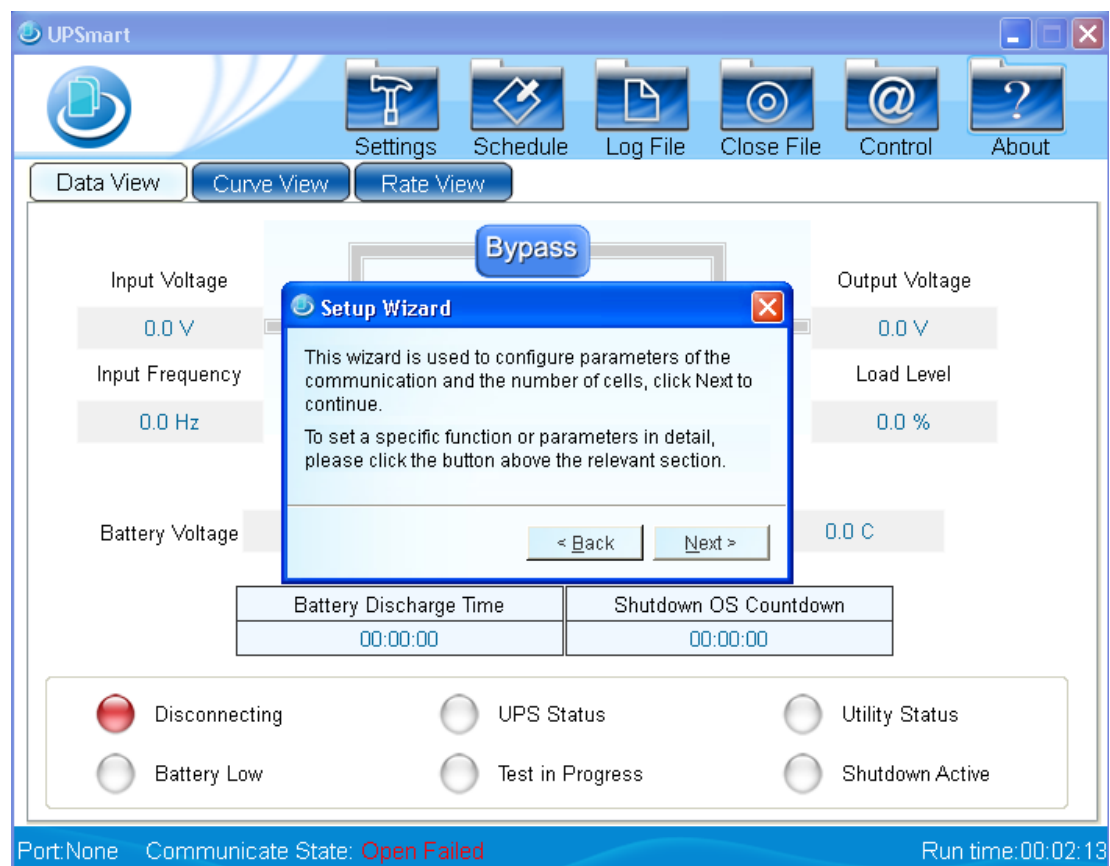 UPSmart
Settings Schedule Log File Close File Control About
Data View Curve View Rate View
Bypass
Input Voltage
0.0 V
Input Frequency
0.0 Hz
Output Voltage
0.0 V
Load Level
0.0 %
Setup Wizard
This wizard is used to configure parameters of the
communication and the number of cells, click Next to
continue.
To set a specific function or parameters in detail,
please click the button above the relevant section.
< Back Next >
Battery Voltage
0.0 C
Battery Discharge Time Shutdown OS Countdown
00:00:00 00:00:00
Disconnecting UPS Status Utility Status
Battery Low Test in Progress Shutdown Active
Port:None Communicate State: Open Failed Run time:00:02:13